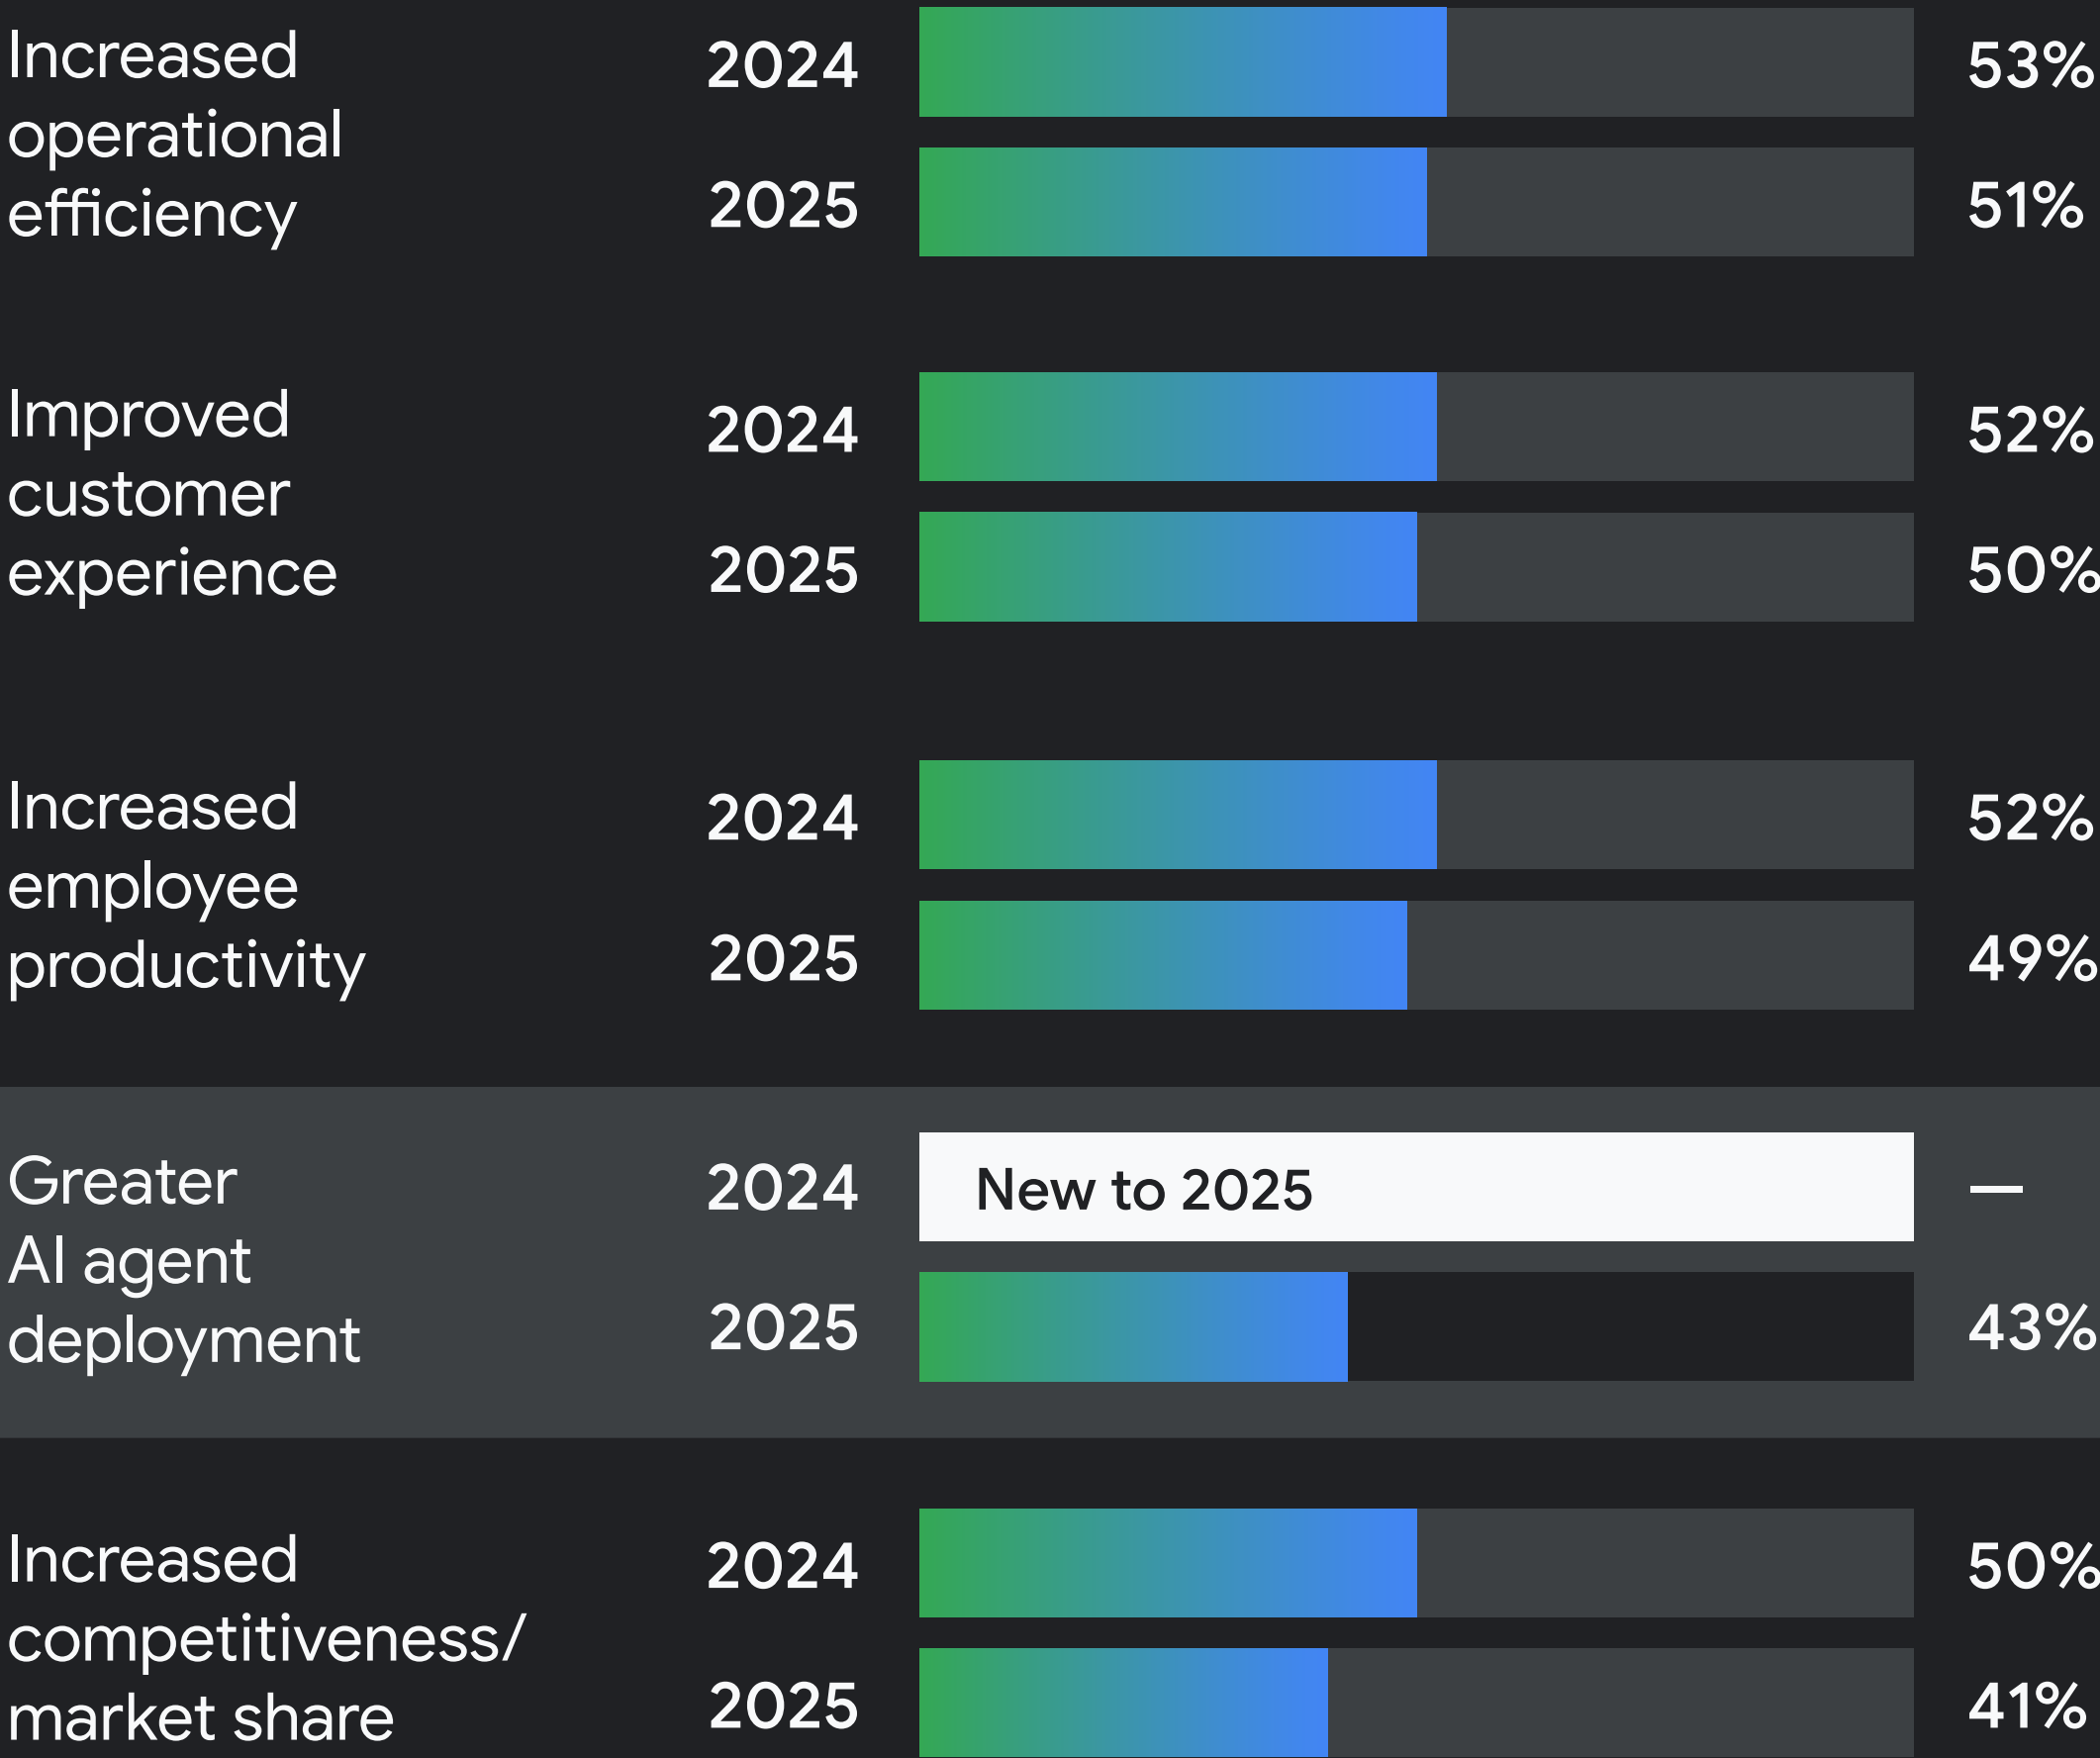 Increased
operational
efficiency
2024
53%
2025
51%
Improved
customer
experience
2024
52%
2025
50%
Increased
employee
productivity
2024
52%
2025
49%
Greater
AI agent
deployment
2024
New to 2025
—
2025
43%
Increased
competitiveness/
market share
2024
50%
2025
41%